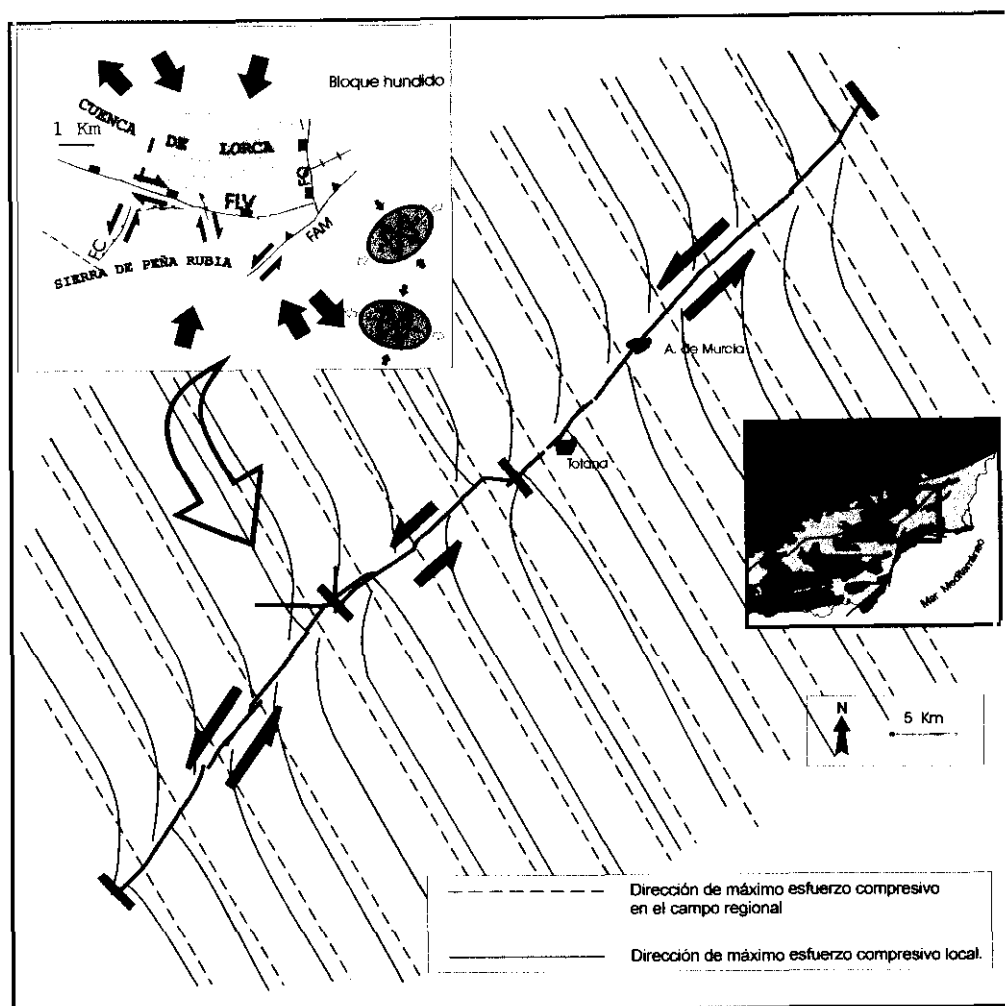 Bloque hundido
CUENCA
DE
LORCA
1 Km
FLV
FC
FAM
SIERRA DE PEÑA RUBIA
A. de Murcia
Totana
Mar Mediterráneo
N
5 Km
Dirección de máximo esfuerzo compresivo
en el campo regional
Dirección de máximo esfuerzo compresivo local.